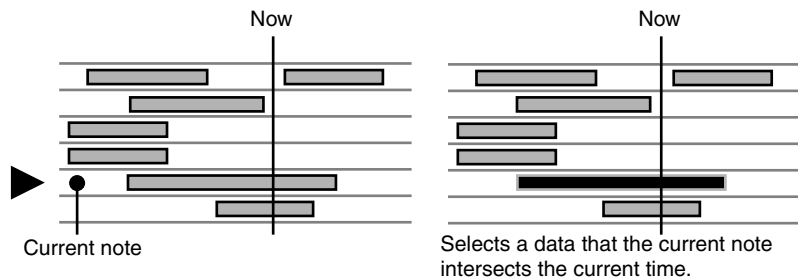 Now
Now
Current note
Selects a data that the current note
intersects the current time.